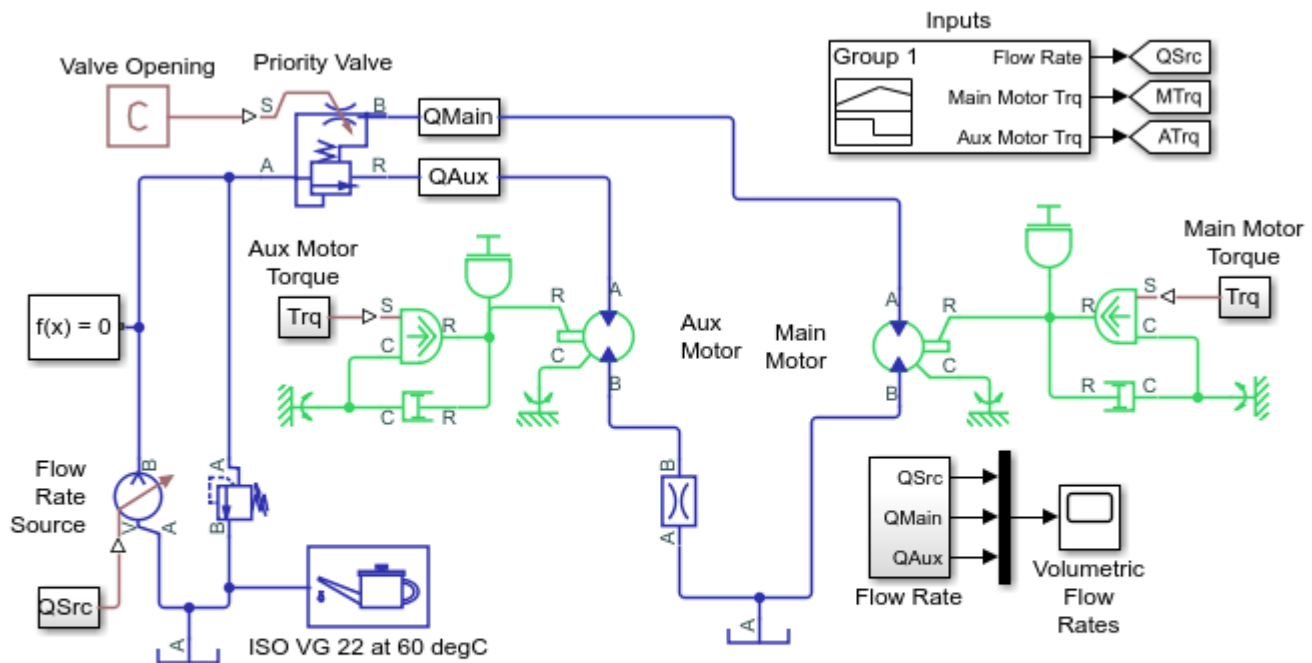 Inputs
Valve Opening
Priority Valve
Group 1
Flow Rate
QSrc
C
S
B
QMain
Main Motor Trq
MTrq
Aux Motor Trq
ATrq
A
R
QAux
Aux Motor
Torque
Main Motor
Torque
Trq
S
R
C
R
A
S
Trq
R
C
f(x) = 0
Aux
Motor
Main
Motor
A
R
C
B
C
R
C
B
R
C
Flow
Rate
Source
B
V
A
A
B
B
A
QSrc
QMain
QAux
Flow Rate
Volumetric
Flow
Rates
QSrc
A
ISO VG 22 at 60 degC
A